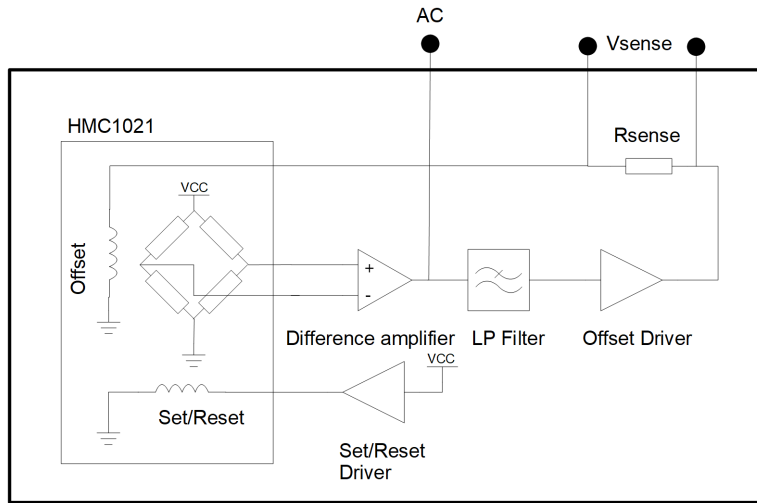 AC
Vsense
HMC1021
Rsense
VCC
Offset
+
-
Difference amplifier
LP Filter
Offset Driver
VCC
Set/Reset
Set/Reset
Driver